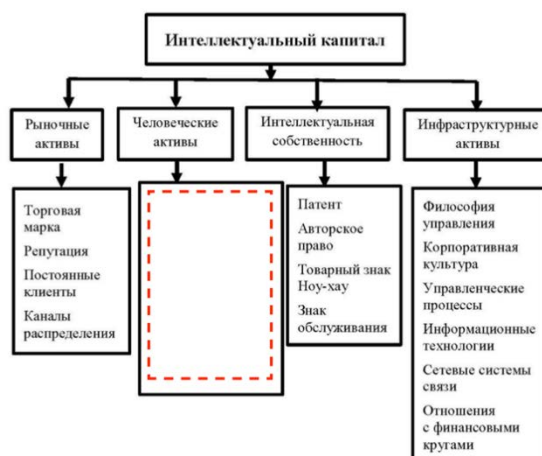 Интеллектуальный капитал
Рыночные
активы
Человеческие
активы
Интеллектуальная
собственность
Инфраструктурные
активы
Торговая
марка
Репутация
Постоянные
клиенты
Каналы
распределения
Патент
Авторское
право
Товарный знак
Ноу-хау
Знак
обслуживания
Философия
управления
Корпоративная
культура
Управленческие
процессы
Информационные
технологии
Сетевые системы
связи
Отношения
с финансовыми
кругами